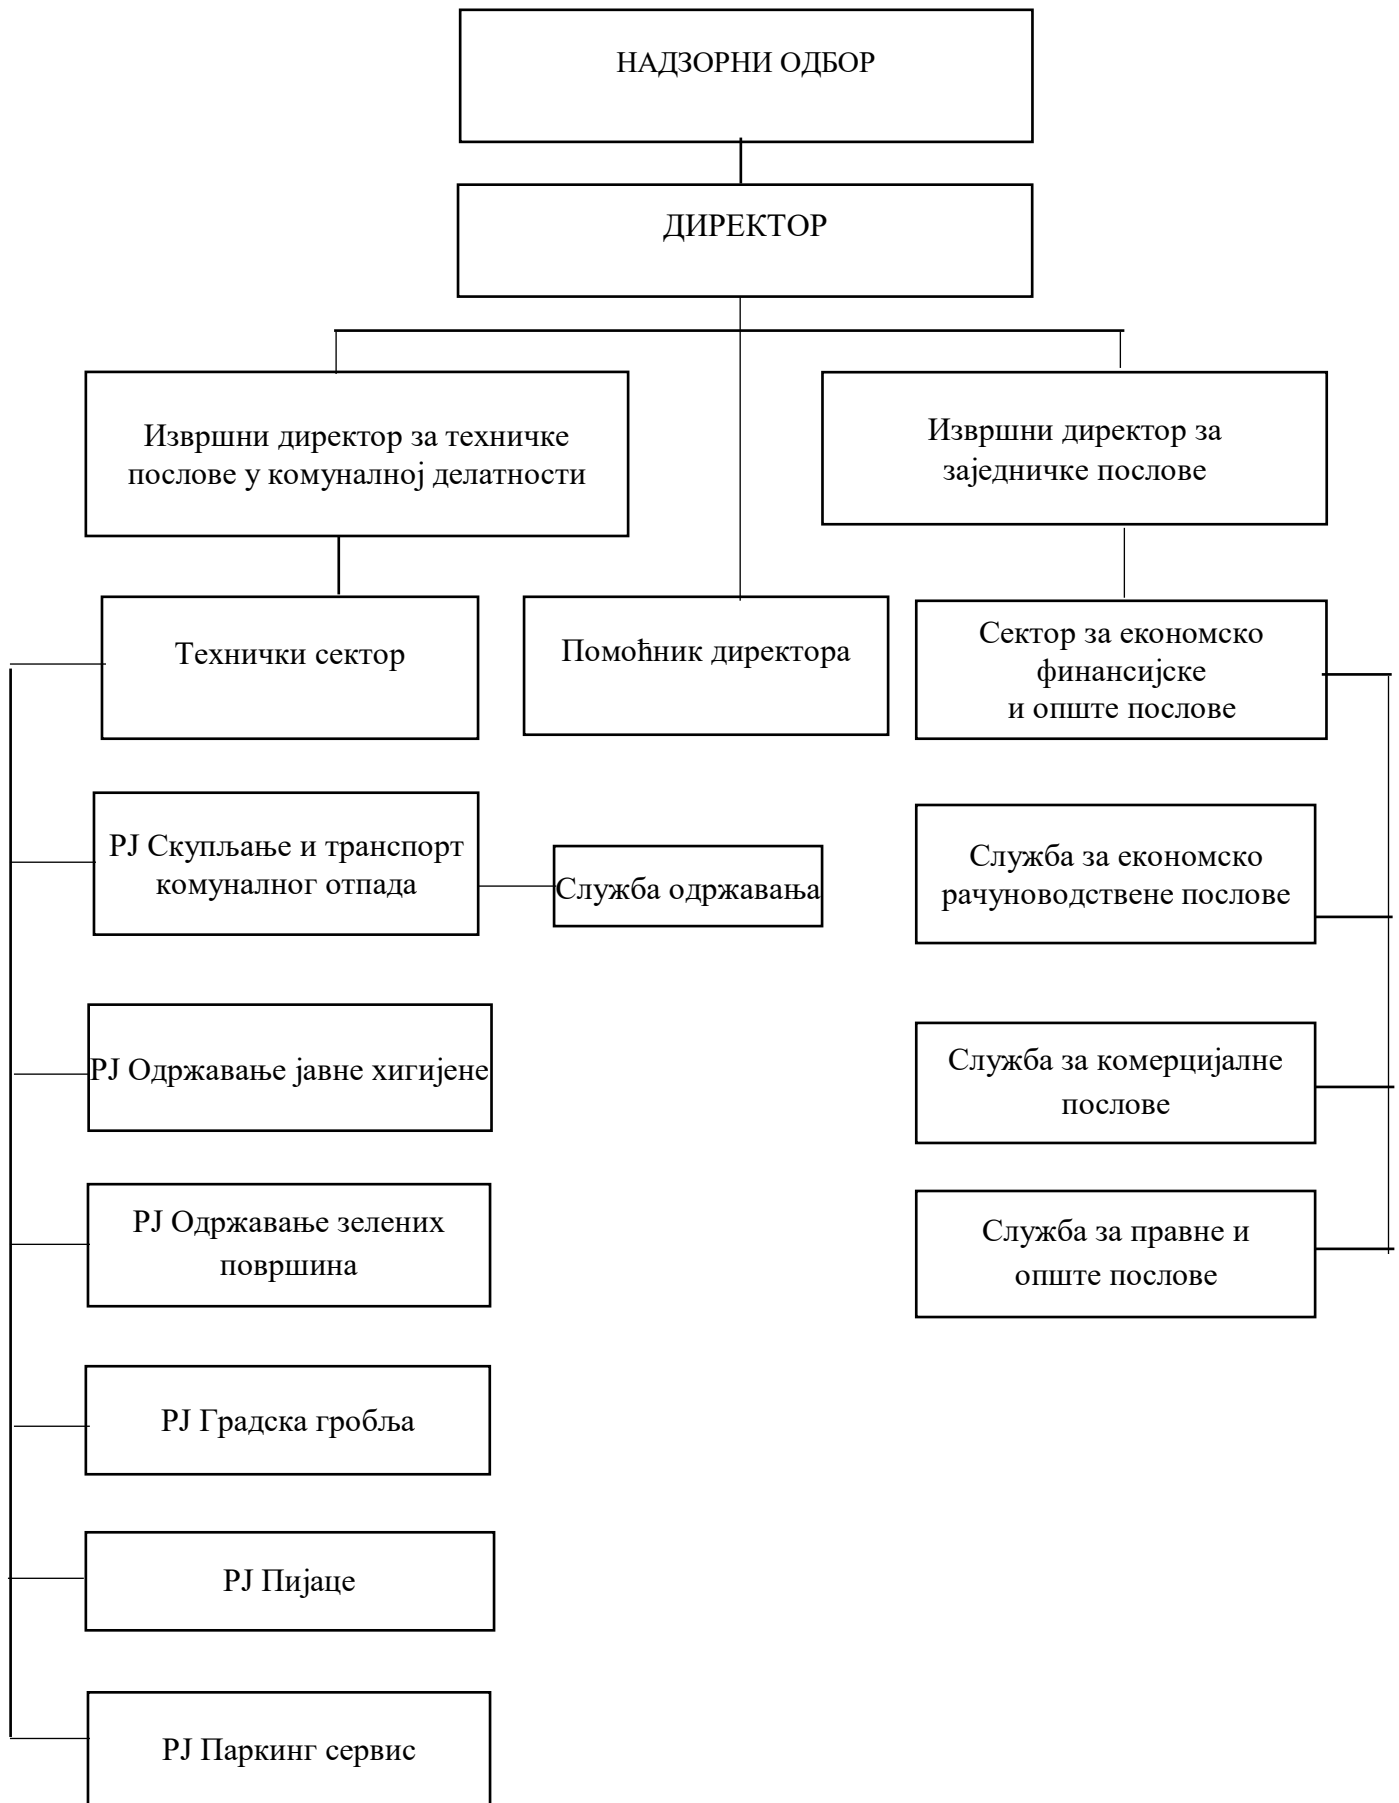 НАДЗОРНИ ОДБОР
ДИРЕКТОР
Извршни директор за техничке
послове у комуналној делатности
Извршни директор за
заједничке послове
Технички сектор
Помоћник директора
Сектор за економско
финансијске
и опште послове
РЈ Скупљање и транспорт
комуналног отпада
Служба одржавања
Служба за економско
рачуноводствене послове
РЈ Одржавање јавне хигијене
Служба за комерцијалне
послове
РЈ Одржавање зелених
површина
Служба за правне и
опште послове
РЈ Градска гробља
РЈ Пијаце
РЈ Паркинг сервис